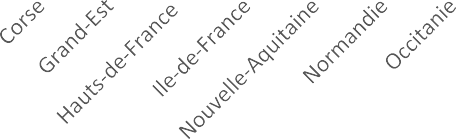 Corse
Grand-Est
Hauts-de-France
Ile-de-France
Nouvelle-Aquitaine
Normandie
Occitanie